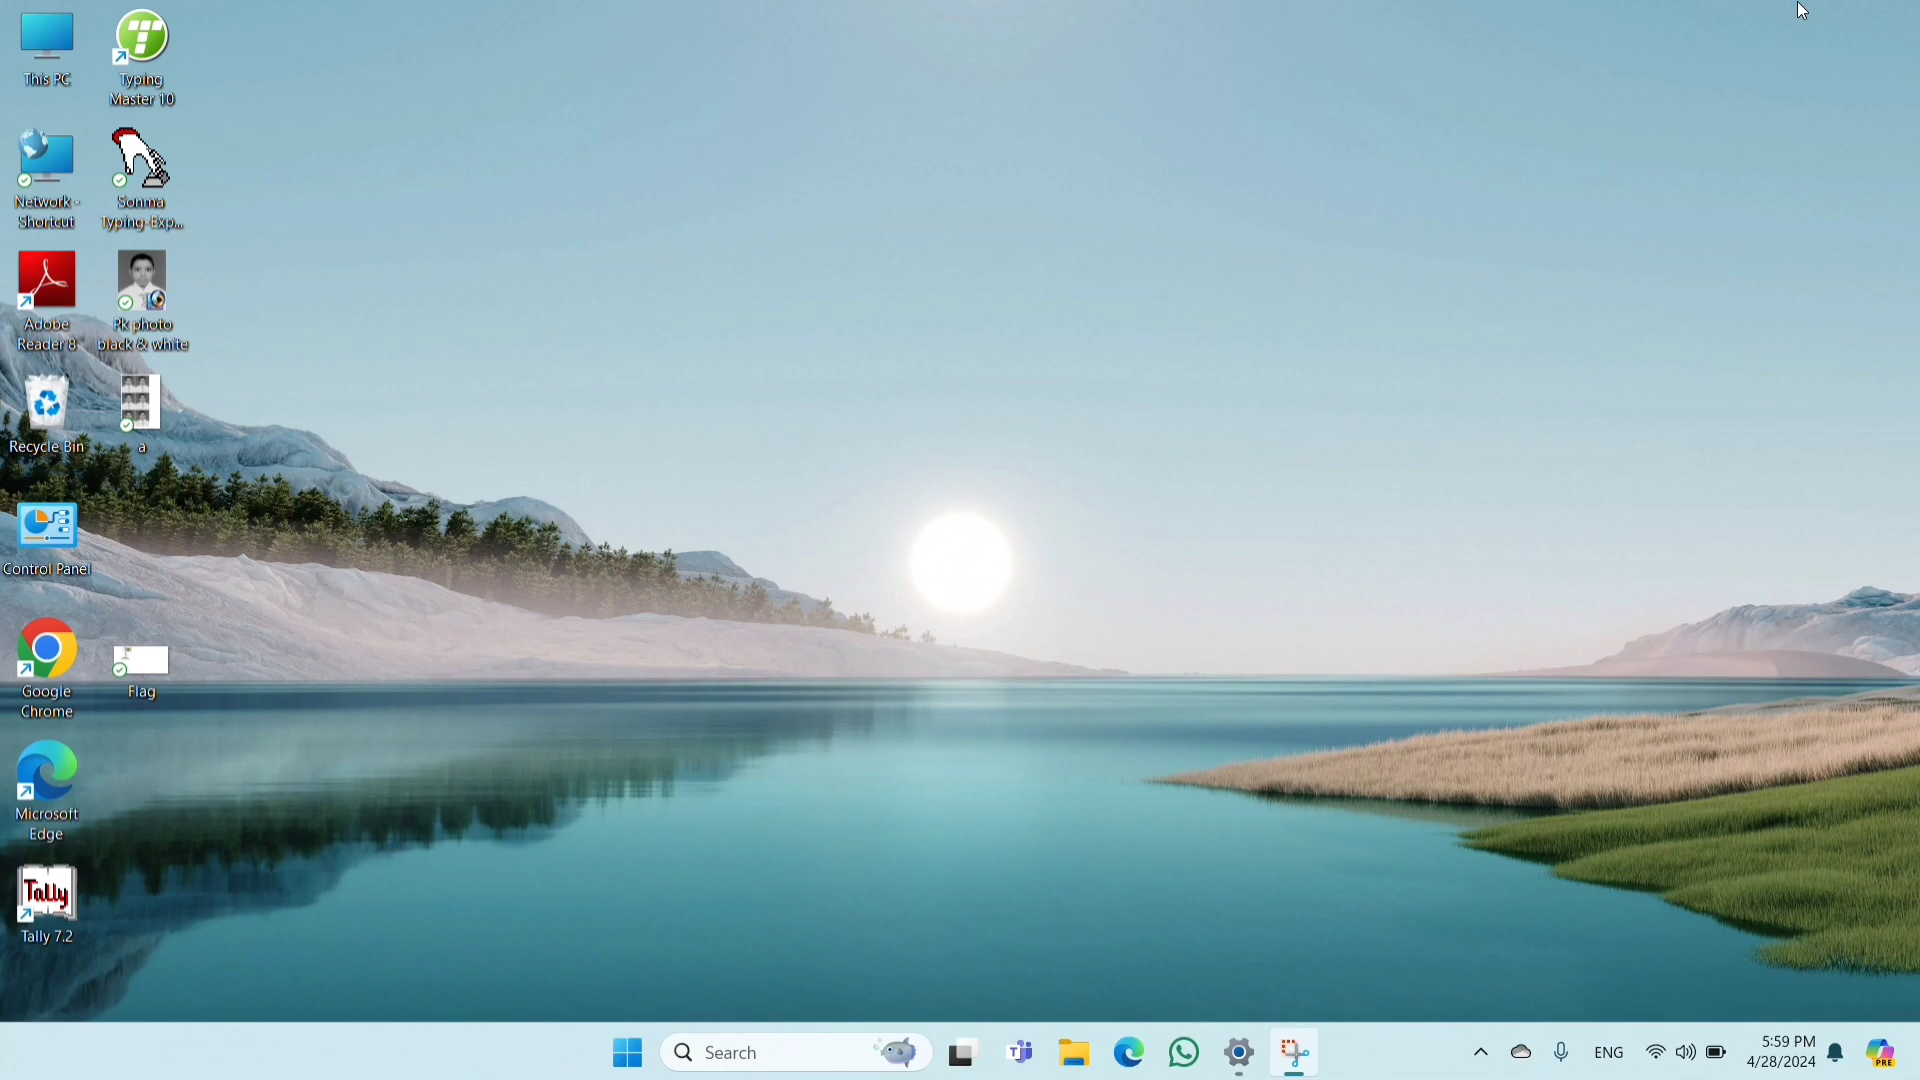 This PC
Typing
Master 10
Network -
Shortcut
Sonma
Typing-Exp...
Adobe
Reader 8
Pk photo
black & white
Recycle Bin
a
Control Panel
Google
Chrome
Flag
Microsoft
Edge
Tally
Tally 7.2
Search
ENG
5:59 PM
4/28/2024
PRE